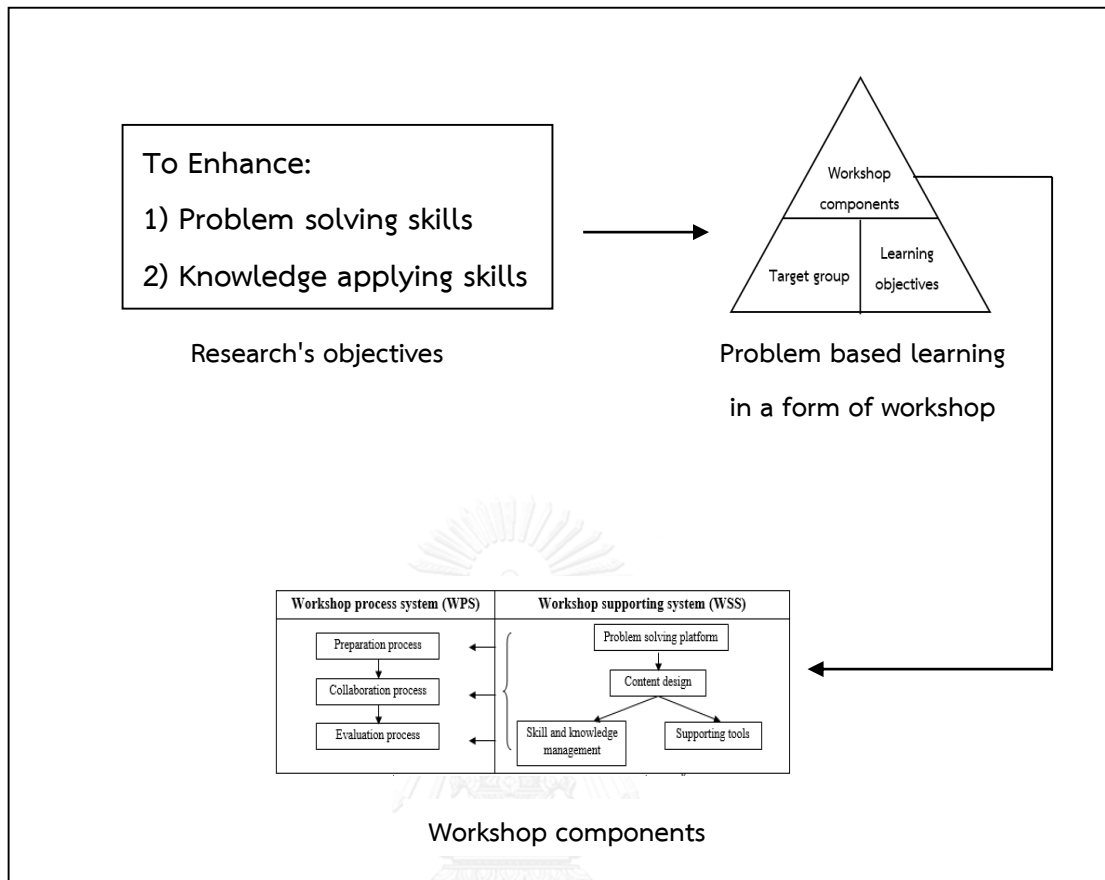 To Enhance:
1) Problem solving skills
2) Knowledge applying skills
Research's objectives
Workshop
components
Target group
Learning
objectives
Problem based learning
in a form of workshop
Workshop process system (WPS)
Workshop supporting system (WSS)
Preparation process
Collaboration process
Evaluation process
Problem solving platform
Content design
Skill and knowledge
management
Supporting tools
Workshop components